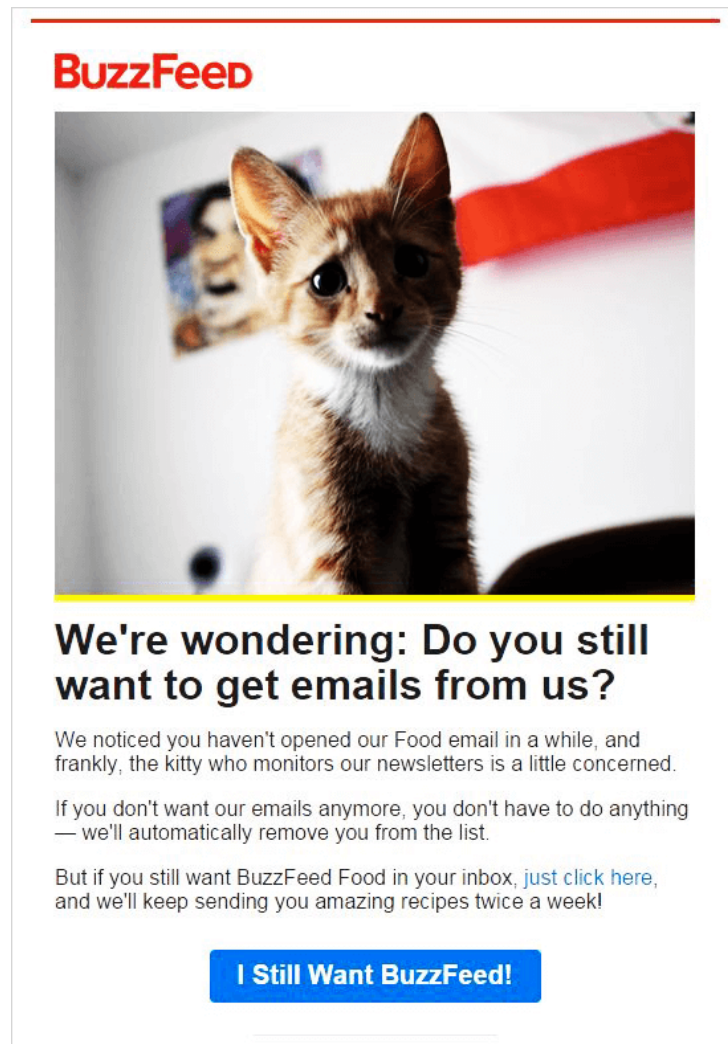 BuzzFeeD
We're wondering: Do you still
want to get emails from us?
We noticed you haven't opened our Food email in a while, and
frankly, the kitty who monitors our newsletters is a little concerned.
If you don't want our emails anymore, you don't have to do anything
— we'll automatically remove you from the list.
But if you still want BuzzFeed Food in your inbox, just click here,
and we'll keep sending you amazing recipes twice a week!
I Still Want BuzzFeed!